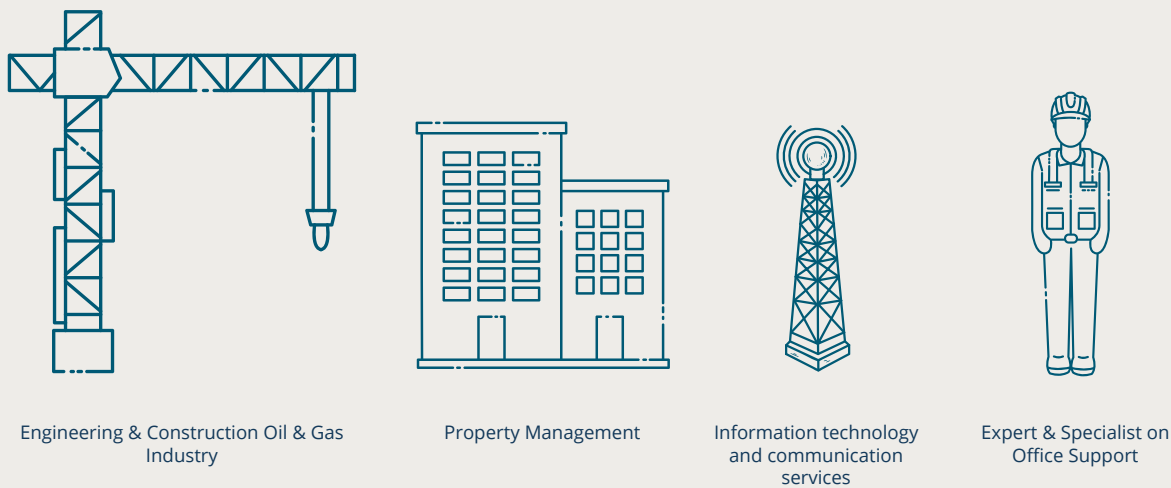 Engineering & Construction Oil & Gas
Industry
Property Management
Information technology
and communication
services
Expert & Specialist on
Office Support